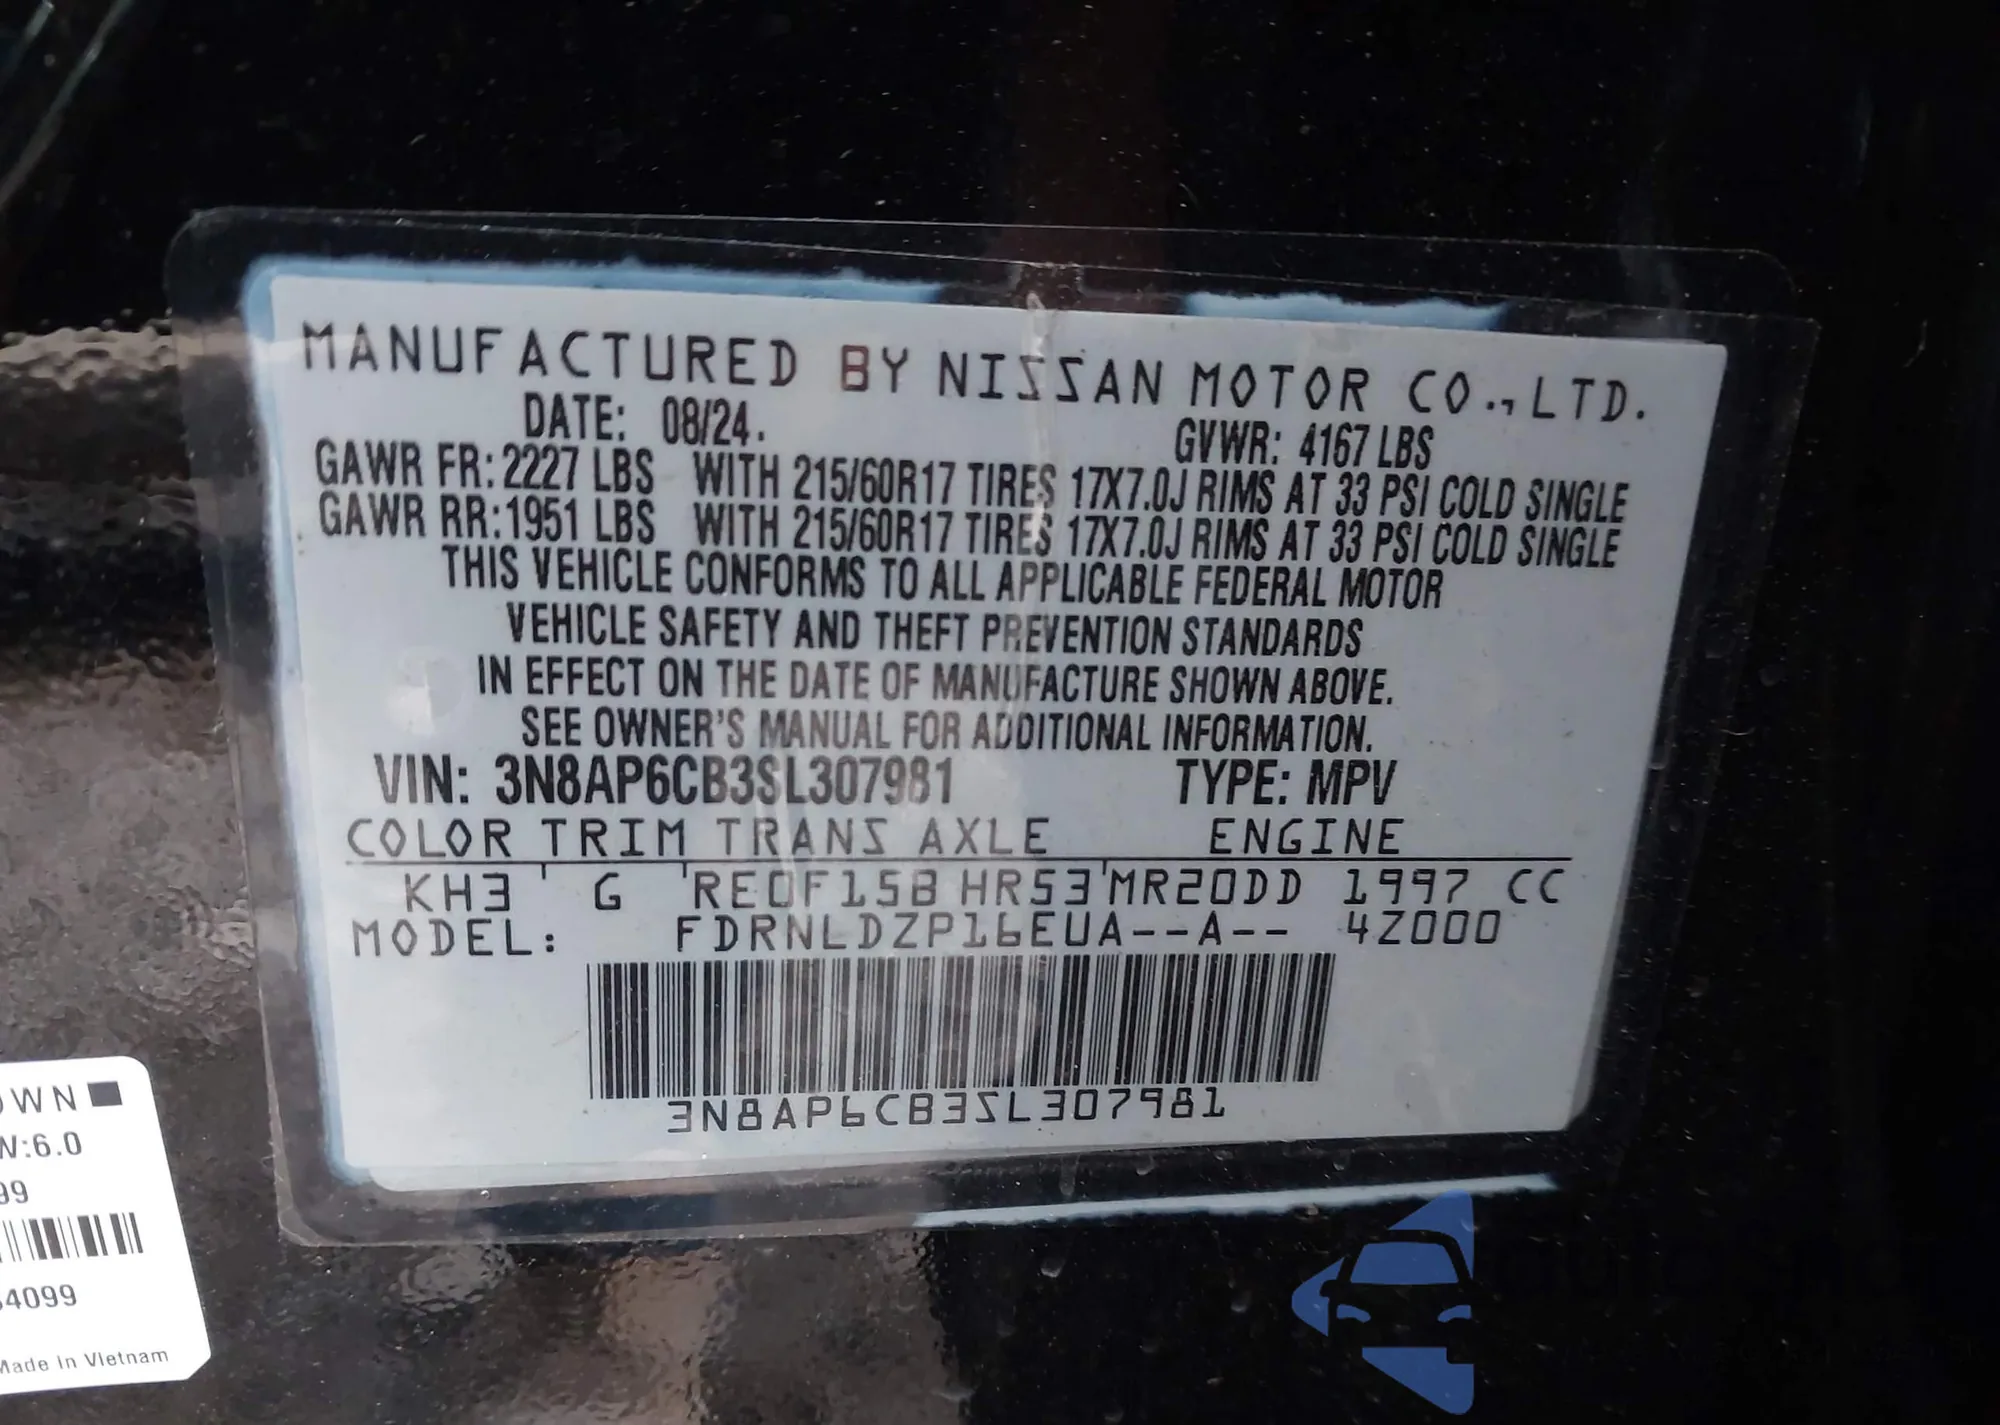 MANUFACTURED BY NISSAN MOTOR CO., LTD.
DATE: 08/24. GVWR: 4167 LBS
GAWR FR: 2227 LBS WITH 215/60R17 TIRES 17X7.0J RIMS AT 33 PSI COLD SINGLE
GAWR RR: 1951 LBS WITH 215/60R17 TIRES 17X7.0J RIMS AT 33 PSI COLD SINGLE
THIS VEHICLE CONFORMS TO ALL APPLICABLE FEDERAL MOTOR
VEHICLE SAFETY AND THEFT PREVENTION STANDARDS
IN EFFECT ON THE DATE OF MANUFACTURE SHOWN ABOVE.
SEE OWNER'S MANUAL FOR ADDITIONAL INFORMATION.
VIN: 3N8AP6CB3SL307981 TYPE: MPV
COLOR TRIM TRANS AXLE ENGINE
KH3 G RE0F15B HR53 MR20DD 1997 CC
MODEL: FDRNLDZP16EUA--A-- 4Z000
3N8AP6CB3SL307981
OWN
W:6.0
99
4099
Made in Vietnam